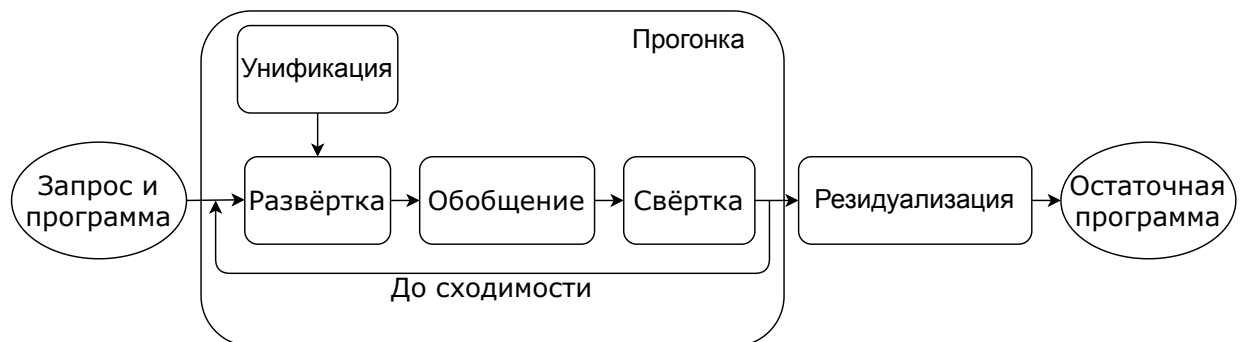 Прогонка
Унификация
Запрос и
программа
Развёртка
Обобщение
Свёртка
Резидуализация
Остаточная
программа
До сходимости